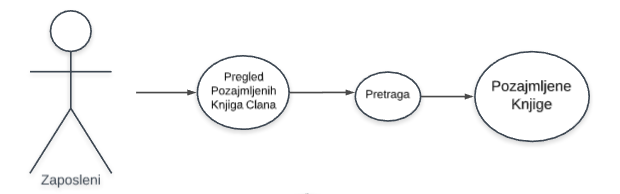 Pregled
Pozajmljenih
Knjiga Clana
Pretraga
Pozajmljene
Knjige
Zaposleni